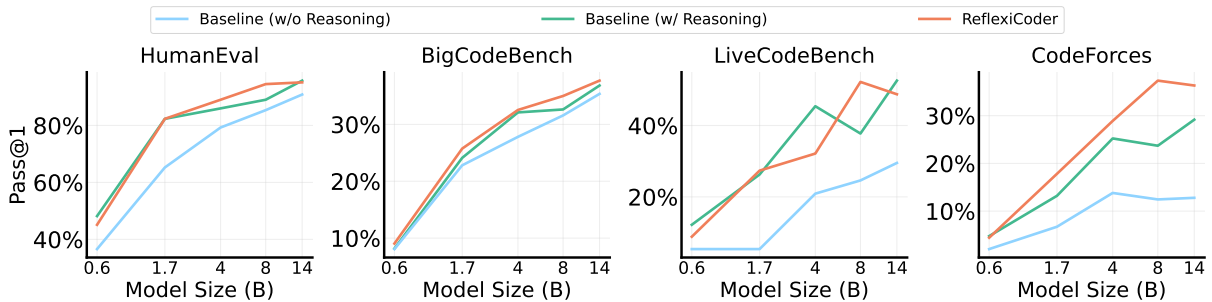 Baseline (w/o Reasoning) Baseline (w/ Reasoning) ReflexiCoder
HumanEval BigCodeBench LiveCodeBench CodeForces
Pass@1
80%
60%
40%
0.6 1.7 4 8 14
Model Size (B)
30%
20%
10%
0.6 1.7 4 8 14
Model Size (B)
40%
20%
0.6 1.7 4 8 14
Model Size (B)
30%
20%
10%
0.6 1.7 4 8 14
Model Size (B)